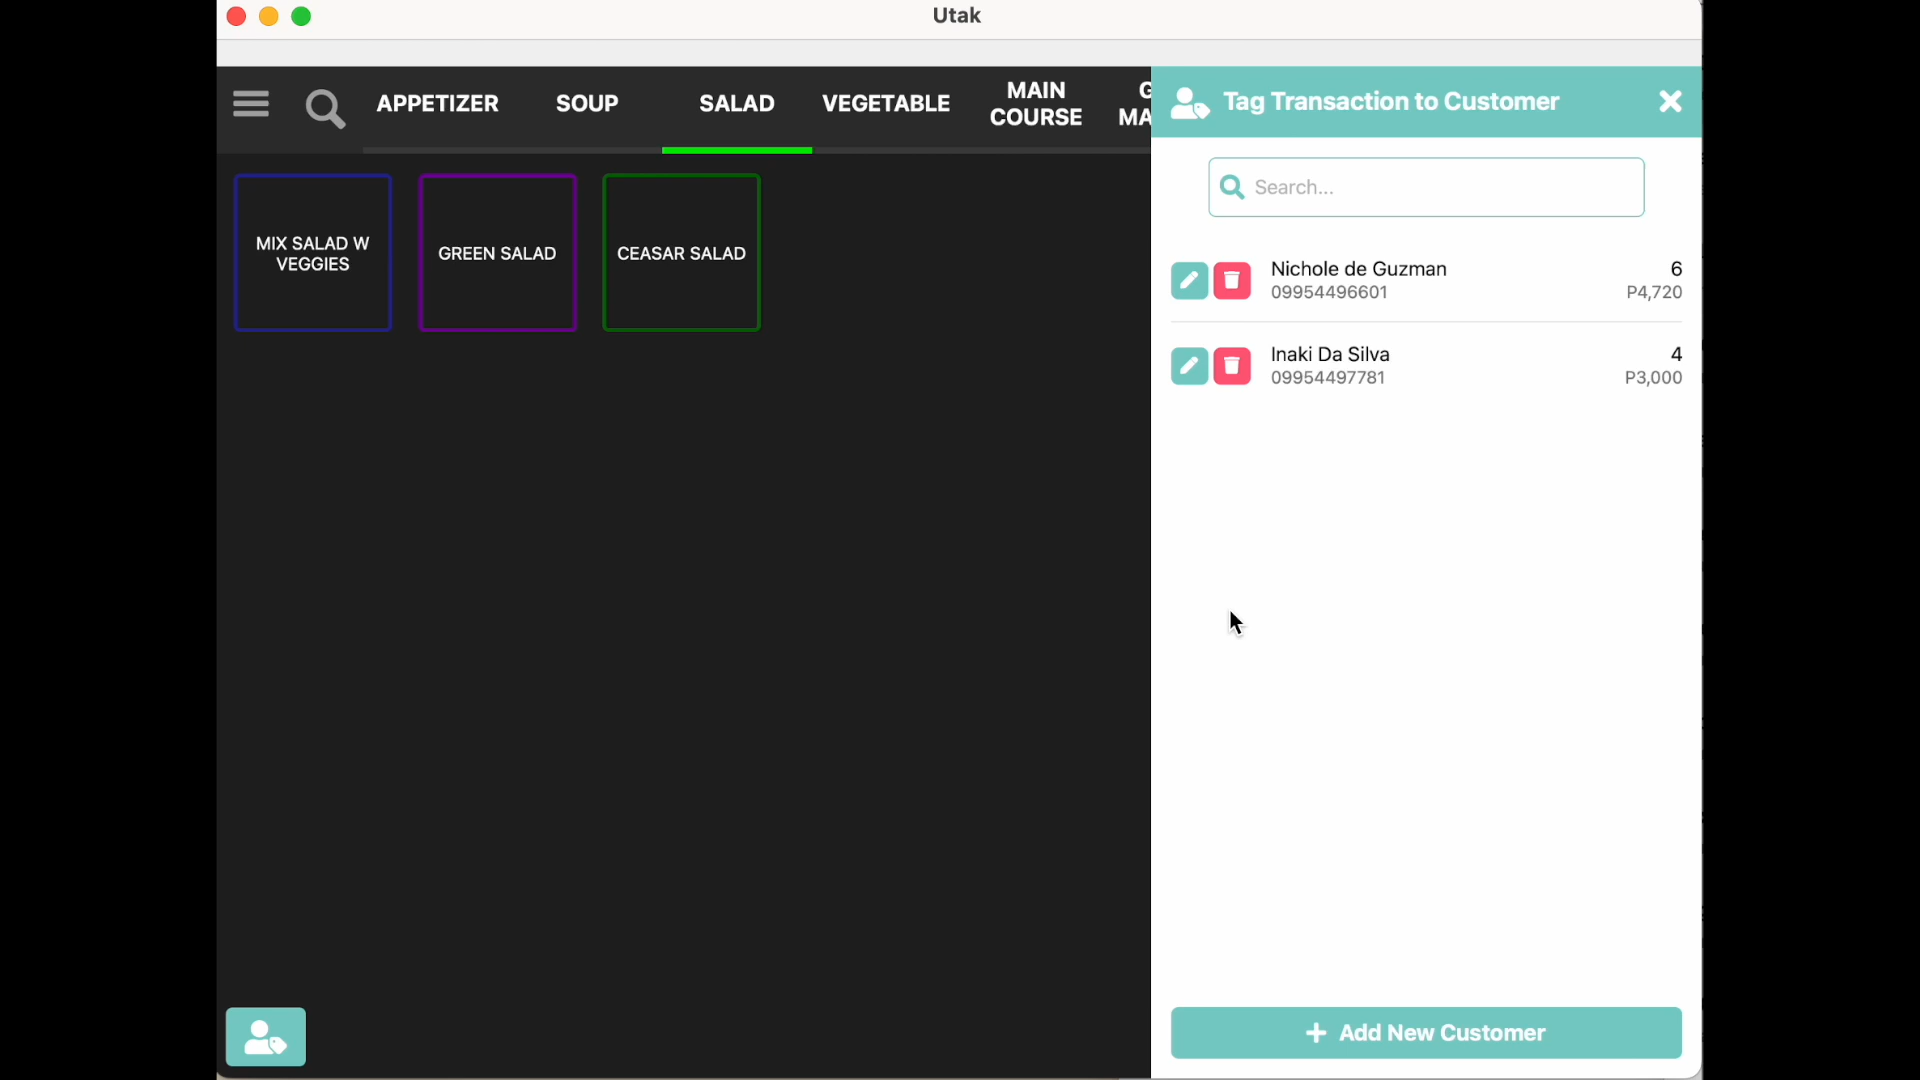 Utak
APPETIZER
SOUP
SALAD
VEGETABLE
MAIN
COURSE
G
MA
Tag Transaction to Customer
Search...
MIX SALAD W
VEGGIES
GREEN SALAD
CEASAR SALAD
Nichole de Guzman
6
09954496601
P4,720
Inaki Da Silva
4
09954497781
P3,000
Add New Customer